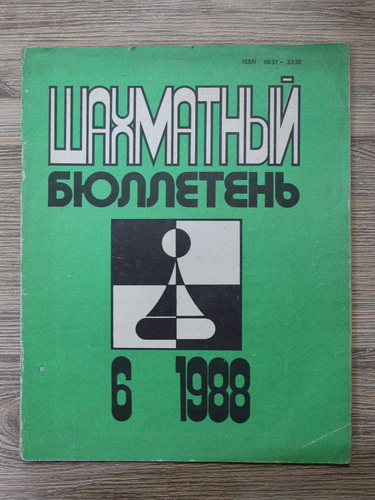 ISSN 0037-3230
ШАХМАТНЫЙ
БЮЛЛЕТЕНЬ
6 1988